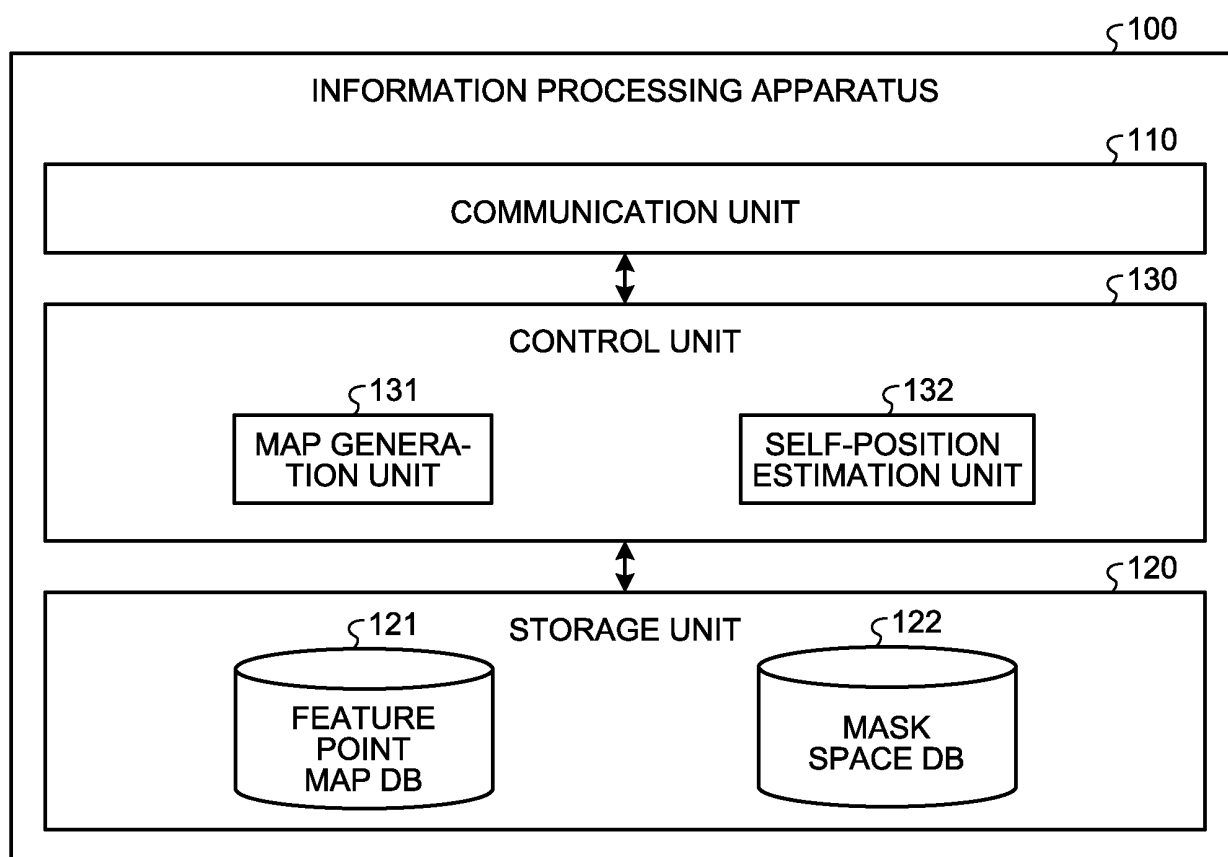 100
INFORMATION PROCESSING APPARATUS
110
COMMUNICATION UNIT
130
CONTROL UNIT
131
MAP GENERA-
TION UNIT
132
SELF-POSITION
ESTIMATION UNIT
120
STORAGE UNIT
121
FEATURE
POINT
MAP DB
122
MASK
SPACE DB